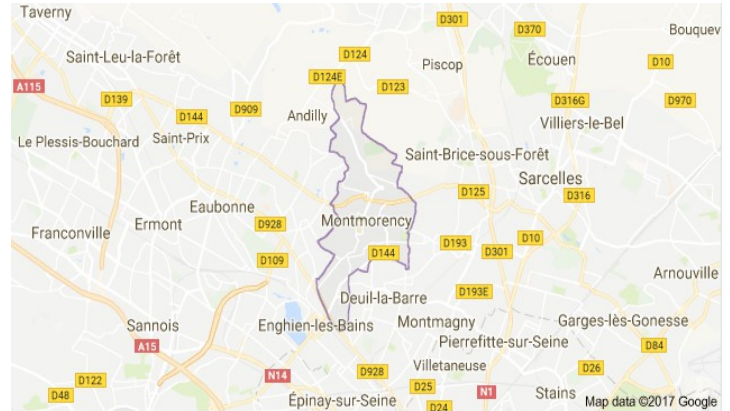 Taverny
D301
D370
Bouquev
D124
Saint-Leu-la-Forêt
Écouen
D10
Piscop
D124E
A115
D123
D139
D316G
D970
D909
D144
Andilly
Villiers-le-Bel
Le Plessis-Bouchard
Saint-Prix
Saint-Brice-sous-Forêt
Sarcelles
D125
D316
Eaubonne
Ermont
D928
Montmorency
Franconville
D193
D10
D301
D144
D109
Arnouville
D193E
Deuil-la-Barre
Sannois
Enghien-les-Bains
Montmagny
Garges-lès-Gonesse
Pierrefitte-sur-Seine
A15
D84
Villetaneuse
D928
D26
N14
D122
D25
N1
Stains
D48
Épinay-sur-Seine
D24
Map data ©2017 Google